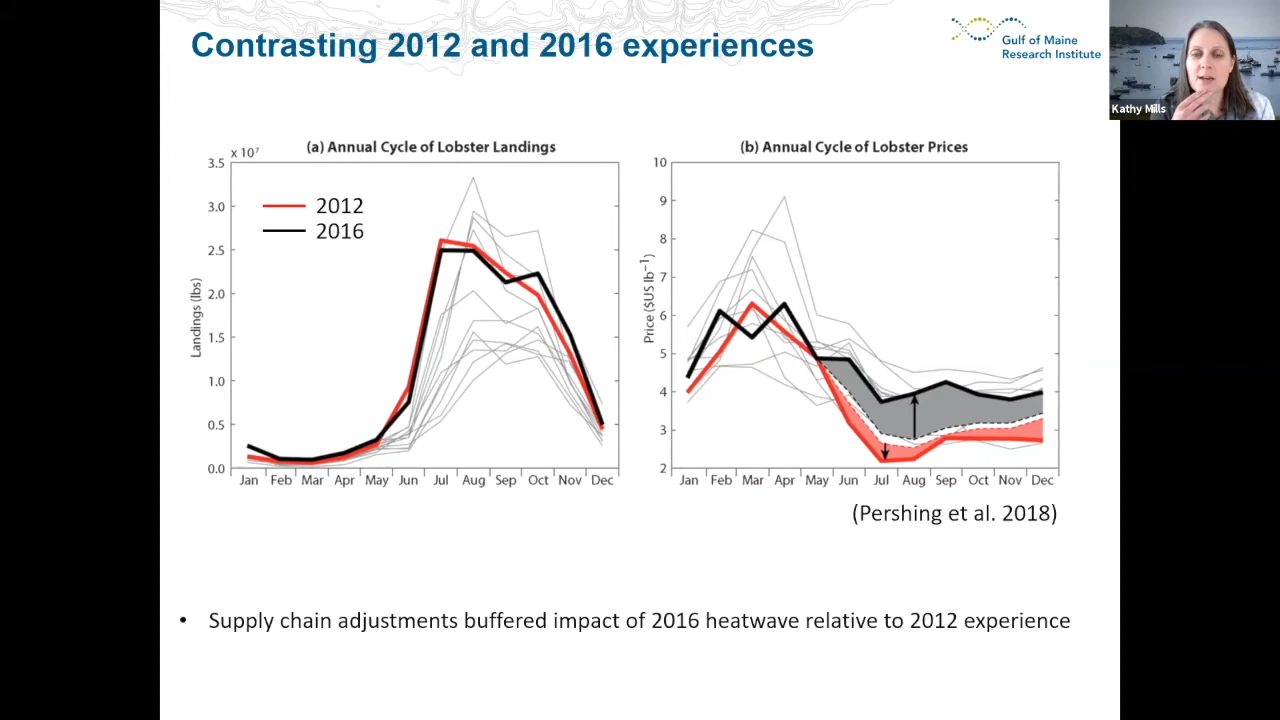 Contrasting 2012 and 2016 experiences
Gulf of Maine
Research Institute
Kathy Mills
(a) Annual Cycle of Lobster Landings
x 10⁷
3.5
3.0
2.5
2.0
1.5
1.0
0.5
0.0
Landings (lbs)
2012
2016
Jan Feb Mar Apr May Jun Jul Aug Sep Oct Nov Dec
(b) Annual Cycle of Lobster Prices
10
9
8
7
6
5
4
3
2
Price ($US lb⁻¹)
Jan Feb Mar Apr May Jun Jul Aug Sep Oct Nov Dec
(Pershing et al. 2018)
• Supply chain adjustments buffered impact of 2016 heatwave relative to 2012 experience